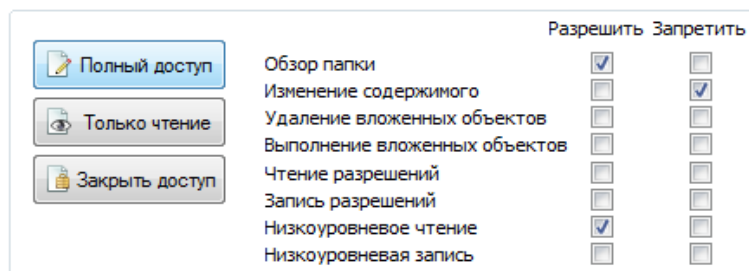 Разрешить Запретить
Полный доступ
Только чтение
Закрыть доступ
Обзор папки
Изменение содержимого
Удаление вложенных объектов
Выполнение вложенных объектов
Чтение разрешений
Запись разрешений
Низкоуровневое чтение
Низкоуровневая запись